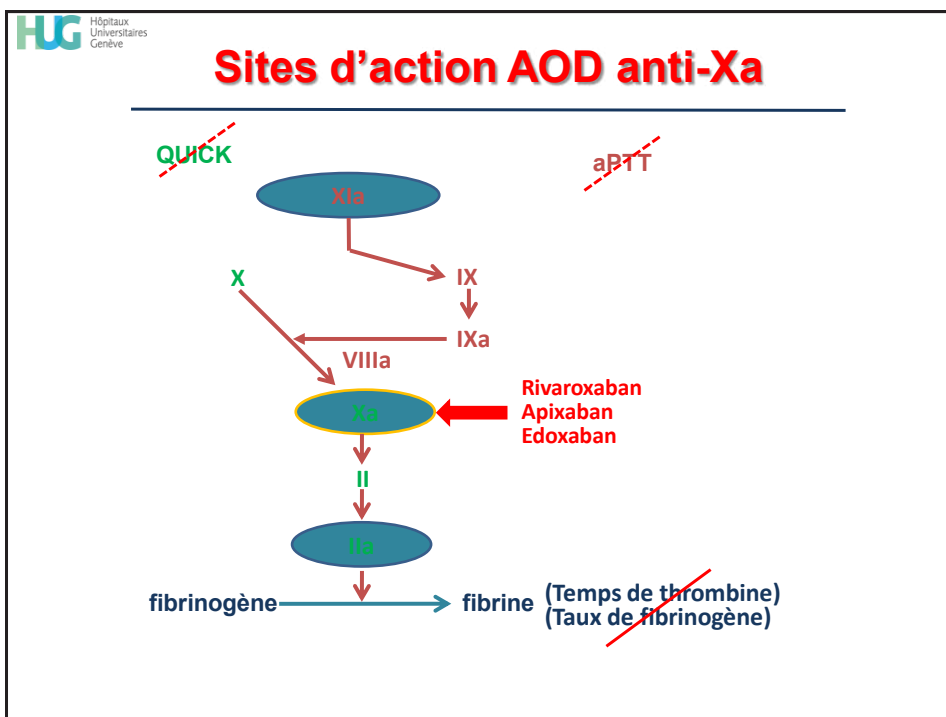 HUG
Hôpitaux
Universitaires
Genève
Sites d'action AOD anti-Xa
QUICK
aPTT
XIa
X
IX
IXa
VIIIa
Xa
Rivaroxaban
Apixaban
Edoxaban
II
IIa
fibrinogène
fibrine
(Temps de thrombine)
(Taux de fibrinogène)